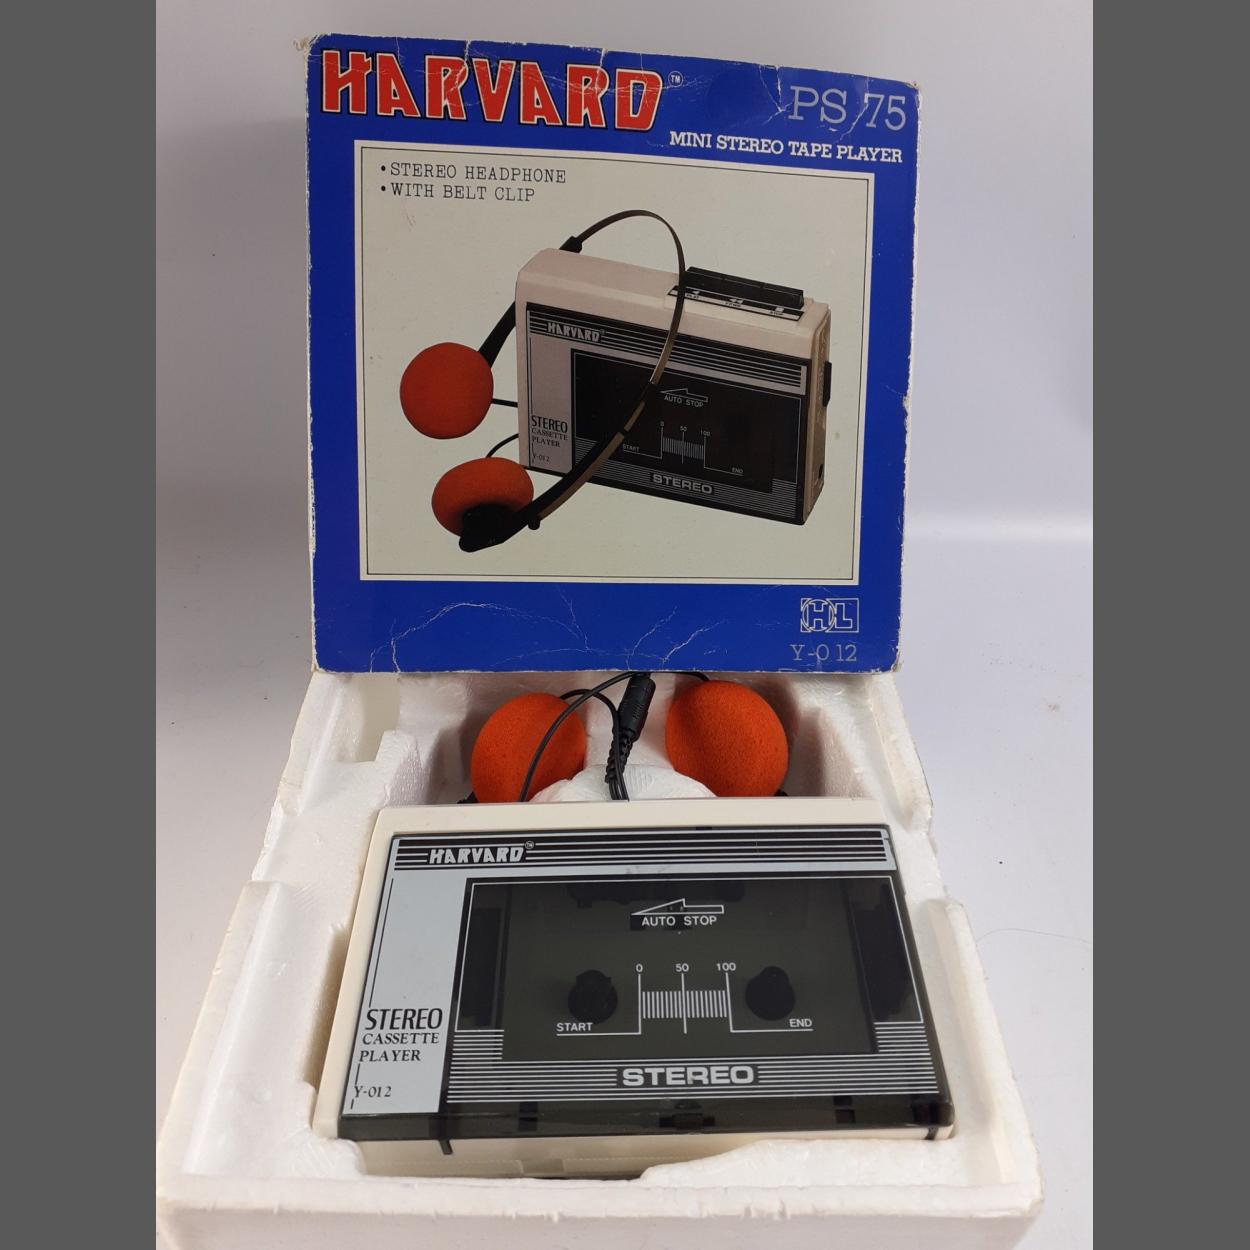 HARVARD™
PS 75
MINI STEREO TAPE PLAYER
• STEREO HEADPHONE
• WITH BELT CLIP
HARVARD
AUTO STOP
0 50 100
START
END
STEREO
CASSETTE
PLAYER
Y-012
STEREO
HL
Y-012
HARVARD™
AUTO STOP
0 50 100
START
END
STEREO
CASSETTE
PLAYER
Y-012
STEREO